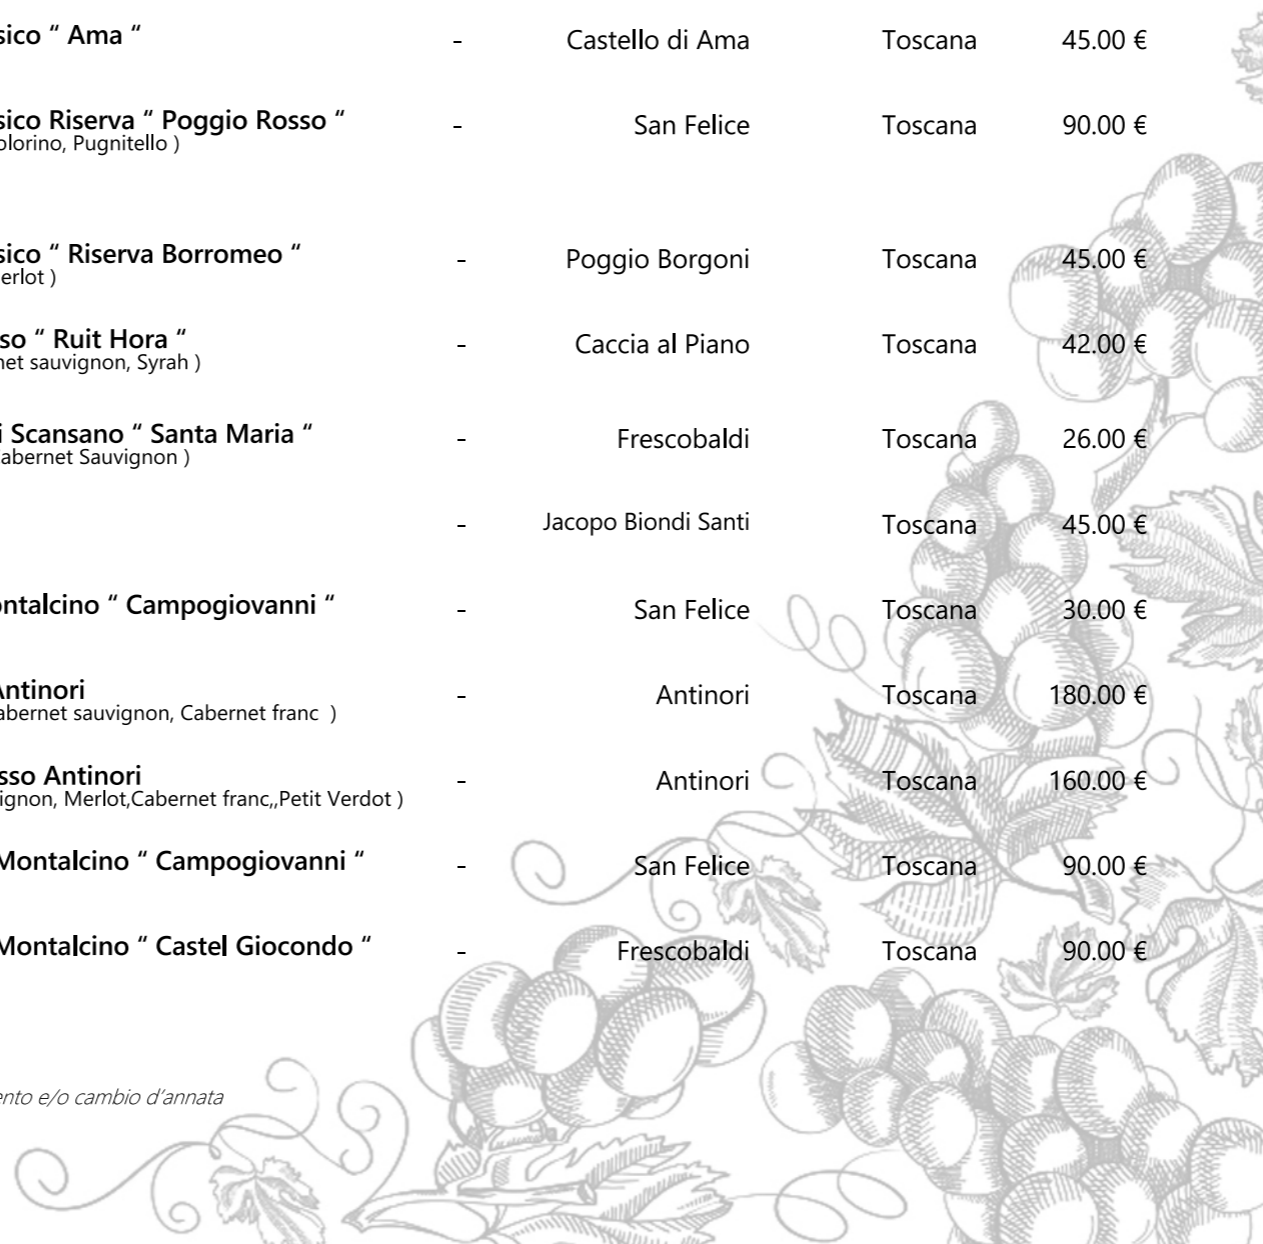 sico “ Ama “ - Castello di Ama Toscana 45.00 €
sico Riserva “ Poggio Rosso “ - San Felice Toscana 90.00 €
olorino, Pugnitello )
sico “ Riserva Borromeo “ - Poggio Borgoni Toscana 45.00 €
erlot )
so “ Ruit Hora “ - Caccia al Piano Toscana 42.00 €
net sauvignon, Syrah )
i Scansano “ Santa Maria “ - Frescobaldi Toscana 26.00 €
abernet Sauvignon )
- Jacopo Biondi Santi Toscana 45.00 €
ontalcino “ Campogiovanni “ - San Felice Toscana 30.00 €
Antinori - Antinori Toscana 180.00 €
abernet sauvignon, Cabernet franc )
sso Antinori - Antinori Toscana 160.00 €
ignon, Merlot,Cabernet franc,,Petit Verdot )
Montalcino “ Campogiovanni “ - San Felice Toscana 90.00 €
Montalcino “ Castel Giocondo “ - Frescobaldi Toscana 90.00 €
ento e/o cambio d’annata